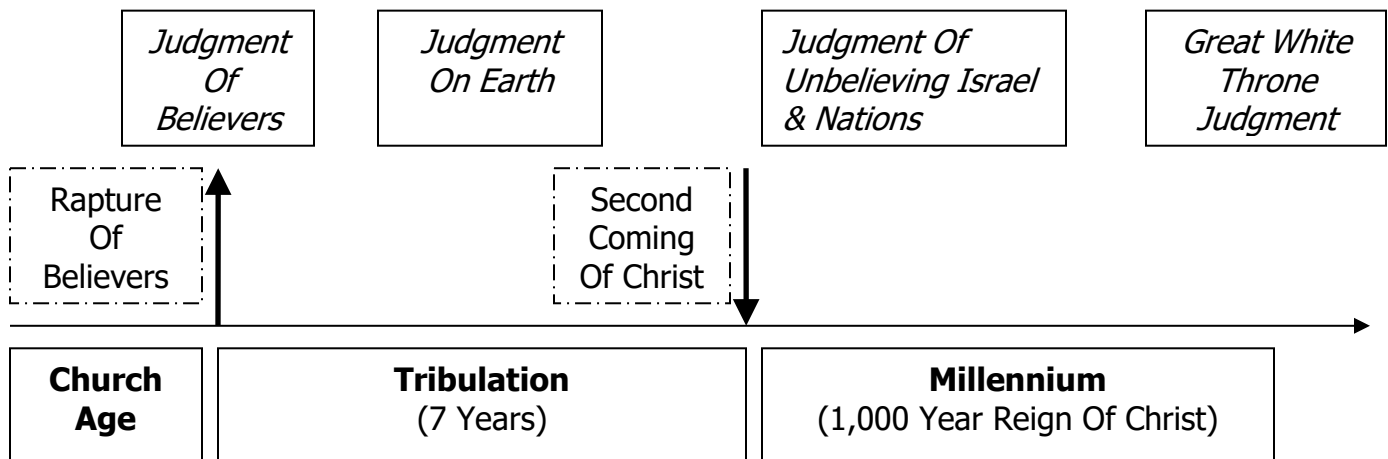 Judgment
Of
Believers
Judgment
On Earth
Judgment Of
Unbelieving Israel
& Nations
Great White
Throne
Judgment
Rapture
Of
Believers
Second
Coming
Of Christ
Church
Age
Tribulation
(7 Years)
Millennium
(1,000 Year Reign Of Christ)